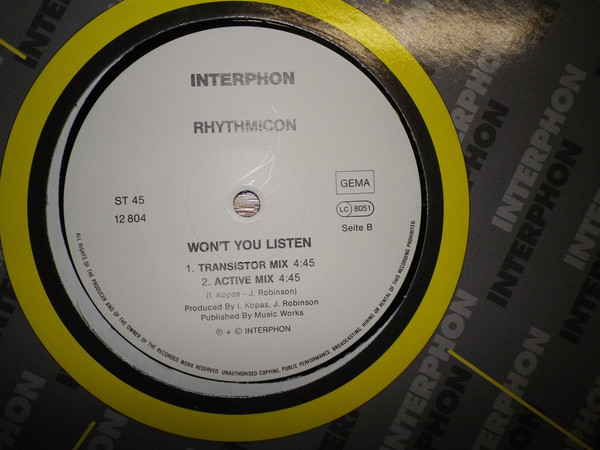 INTERPHON
RHYTHMICON
ST 45
12 804
GEMA
LC 8051
Seite B
WON'T YOU LISTEN
1. TRANSISTOR MIX 4:45
2. ACTIVE MIX 4:45
(I. Kopas - J. Robinson)
Produced By I. Kopas, J. Robinson
Published By Music Works
℗ + © INTERPHON
ALL RIGHTS OF THE PRODUCER AND OF THE OWNER OF THE RECORDED WORK RESERVED. UNAUTHORISED COPYING, PUBLIC PERFORMANCE, BROADCASTING, HIRING OR RENTAL OF THIS RECORDING PROHIBITED.
INTERPHON
INTERPHON
INTERPHON
INTERPHON
INTERPHON
INTERPHON
INTERPHON